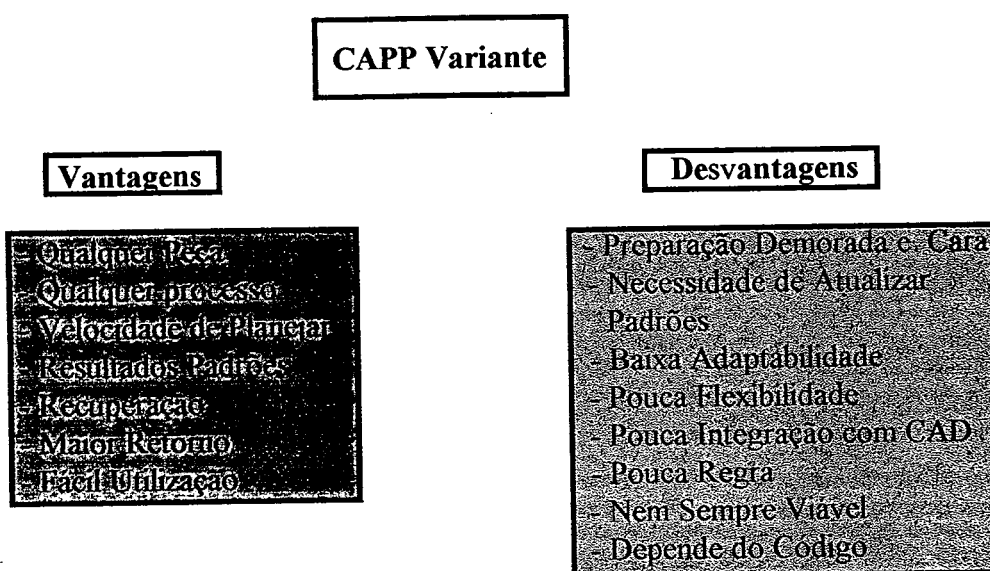 CAPP Variante
Vantagens
- Qualquer Peça
- Qualquer processo
- Velocidade de Planejar
- Resultados Padrões
- Recuperação
- Maior Retorno
- Fácil Utilização
Desvantagens
- Preparação Demorada e Cara
- Necessidade de Atualizar
Padrões
- Baixa Adaptabilidade
- Pouca Flexibilidade
- Pouca Integração com CAD
- Pouca Regra
- Nem Sempre Viável
- Depende do Código